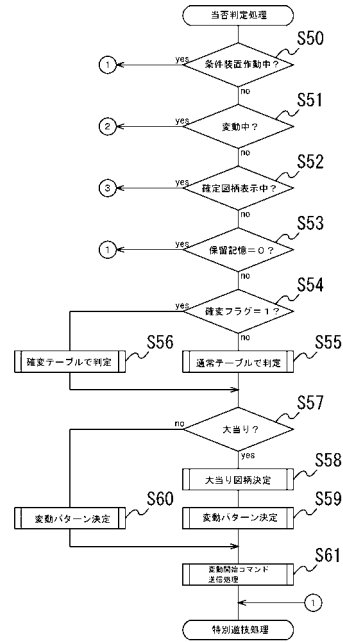 当否判定処理
S50
条件装置作動中?
yes
①
no
S51
変動中?
yes
②
no
S52
確定図柄表示中?
yes
③
no
S53
保留記憶=0?
yes
①
no
S54
確変フラグ=1?
yes
no
S56
確変テーブルで判定
S55
通常テーブルで判定
S57
大当り?
no
yes
S58
大当り図柄決定
S60
変動パターン決定
S59
変動パターン決定
S61
変動開始コマンド
送信処理
①
特別遊技処理